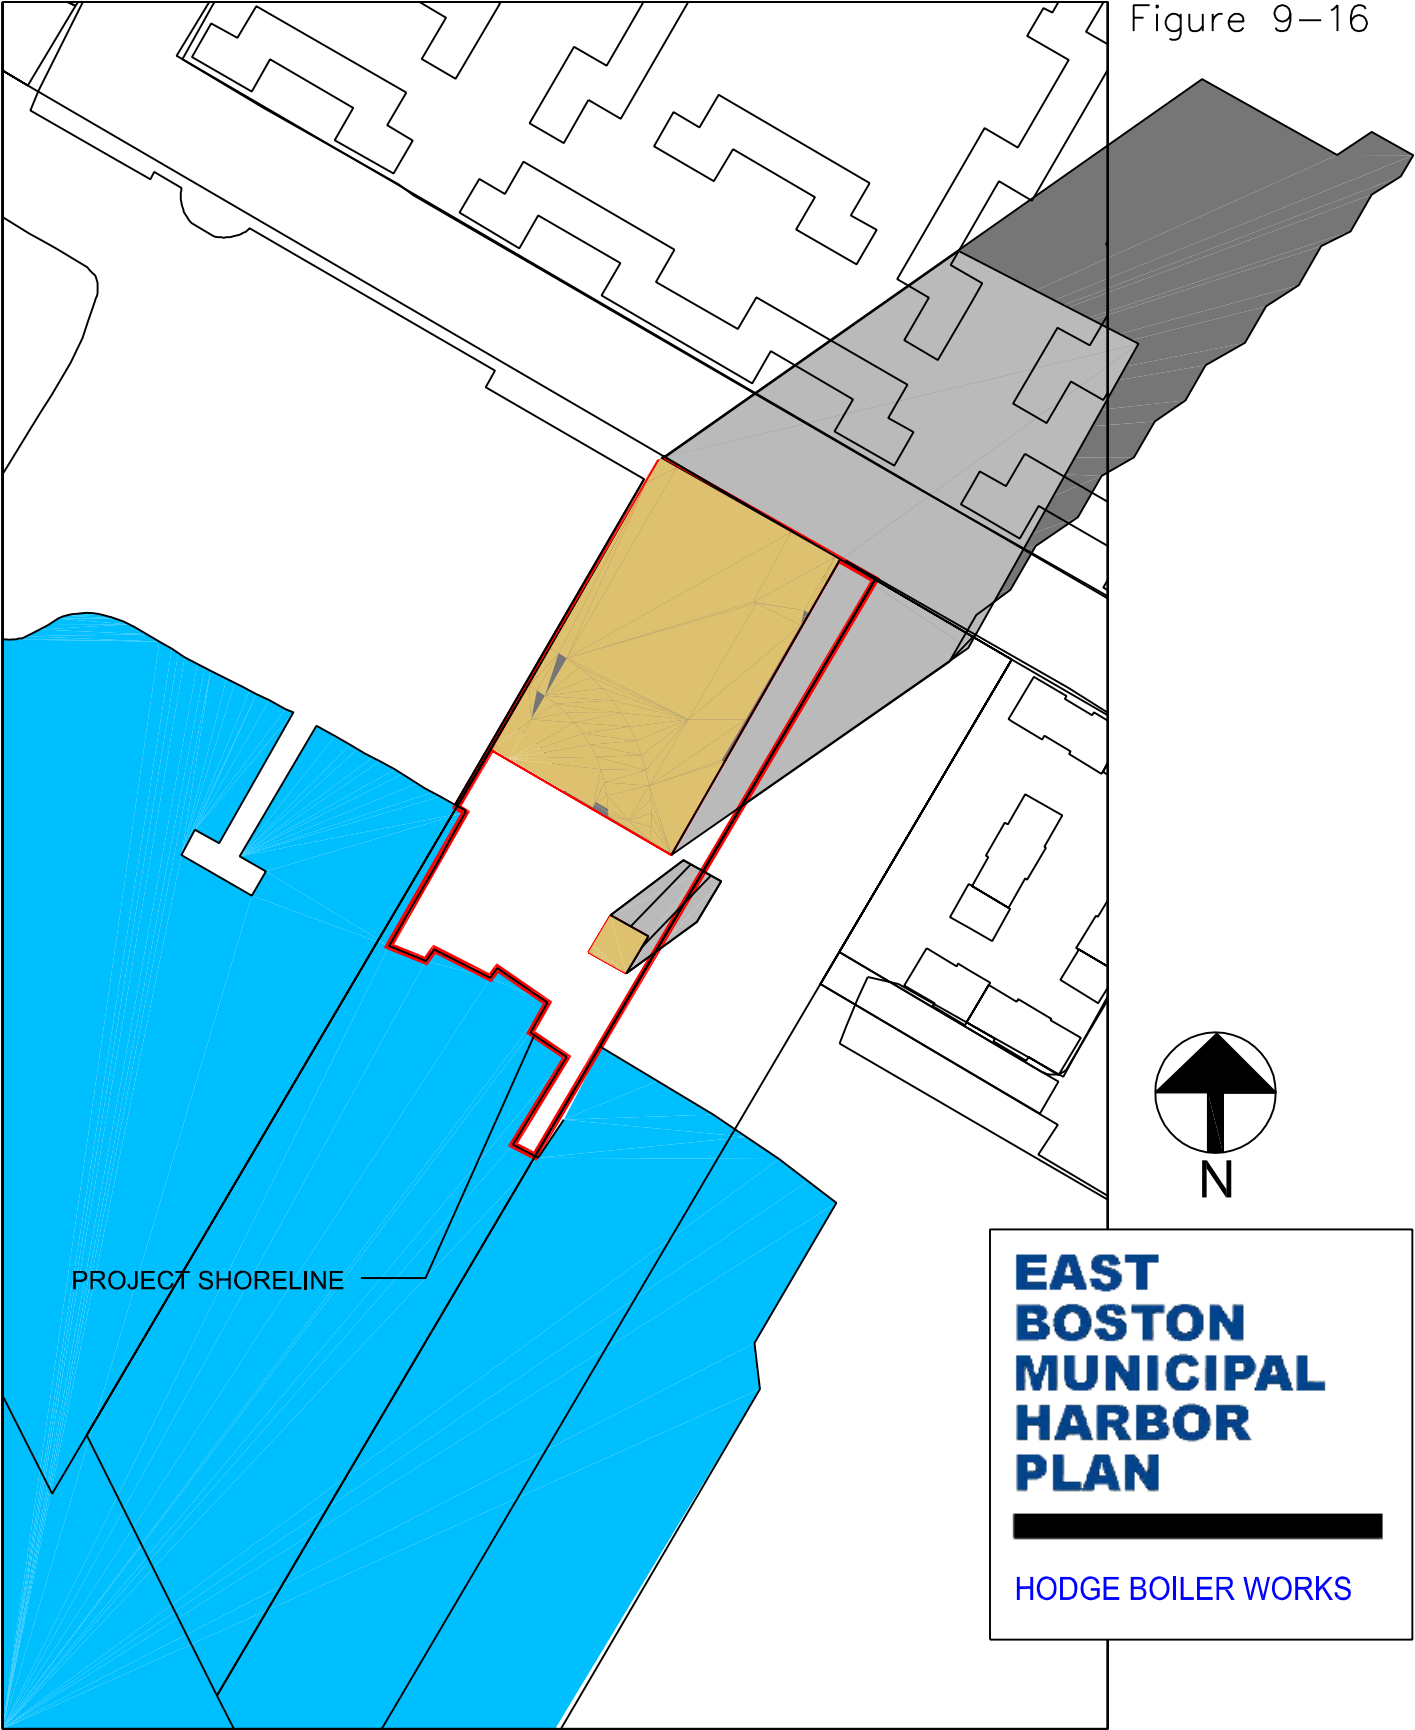 Figure 9-16
PROJECT SHORELINE
N
EAST
BOSTON
MUNICIPAL
HARBOR
PLAN
HODGE BOILER WORKS